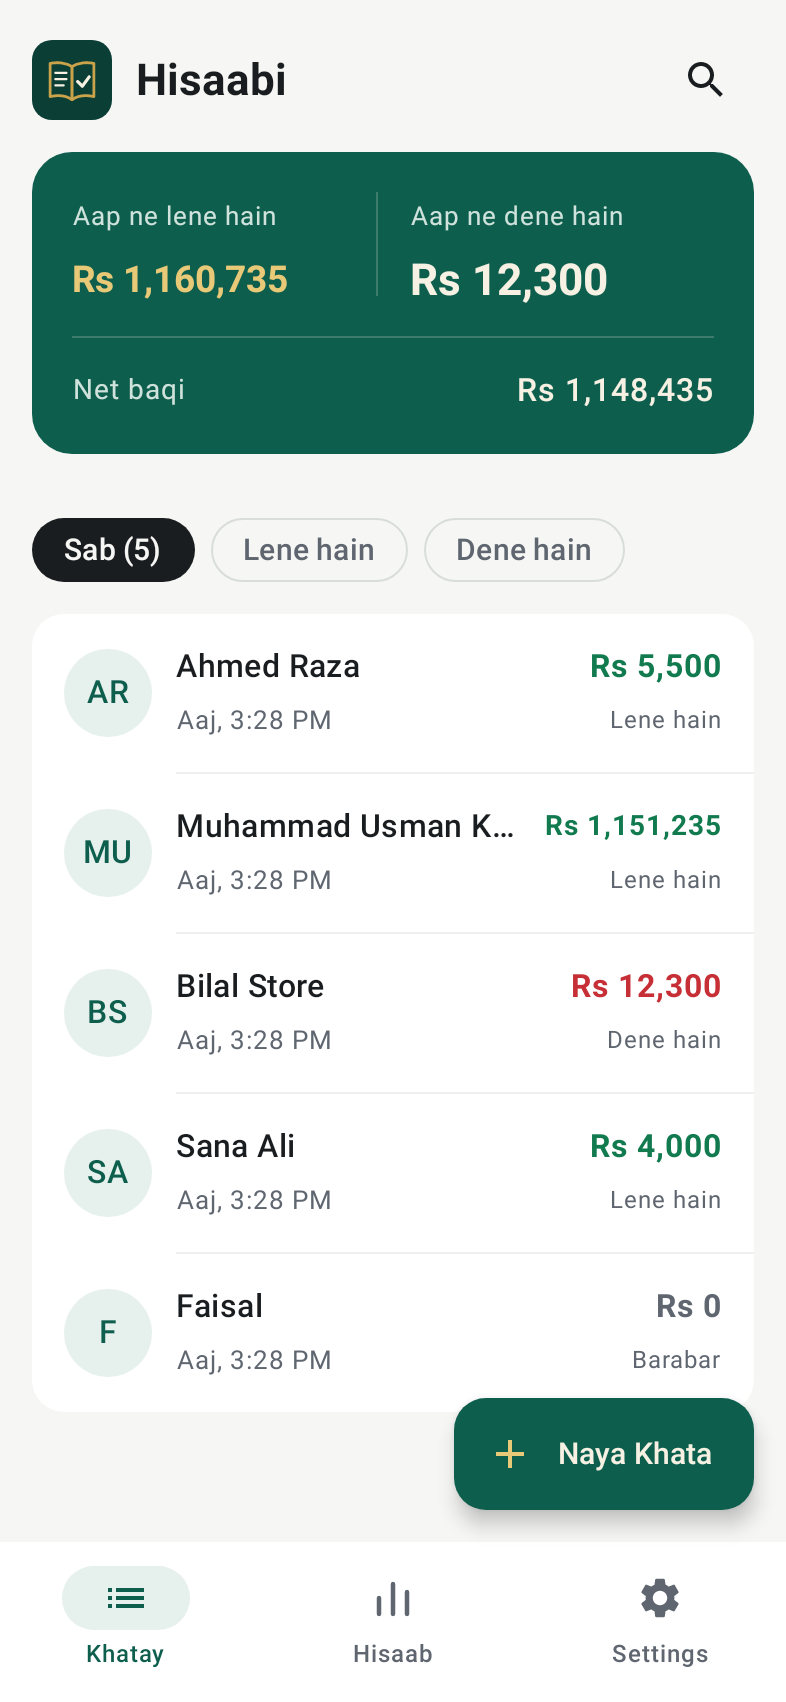 Hisaabi
Aap ne lene hain
Aap ne dene hain
Rs 1,160,735
Rs 12,300
Net baqi
Rs 1,148,435
Sab (5)
Lene hain
Dene hain
AR
Ahmed Raza
Rs 5,500
Aaj, 3:28 PM
Lene hain
MU
Muhammad Usman K...
Rs 1,151,235
Aaj, 3:28 PM
Lene hain
BS
Bilal Store
Rs 12,300
Aaj, 3:28 PM
Dene hain
SA
Sana Ali
Rs 4,000
Aaj, 3:28 PM
Lene hain
F
Faisal
Rs 0
Aaj, 3:28 PM
Barabar
Naya Khata
Khatay
Hisaab
Settings